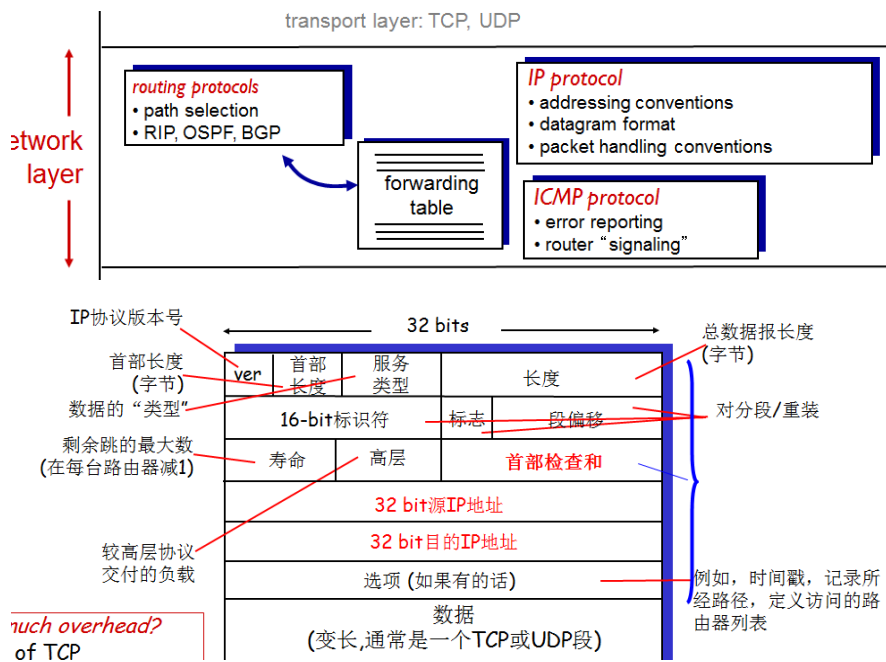 transport layer: TCP, UDP
routing protocols
• path selection
• RIP, OSPF, BGP
IP protocol
• addressing conventions
• datagram format
• packet handling conventions
etwork
layer
forwarding
table
ICMP protocol
• error reporting
• router “signaling”
IP协议版本号
32 bits
总数据报长度
(字节)
首部长度
(字节)
ver
首部
长度
服务
类型
长度
数据的“类型”
16-bit标识符
标志
段偏移
对分段/重装
剩余跳的最大数
(在每台路由器减1)
寿命
高层
首部检查和
32 bit源IP地址
32 bit目的IP地址
较高层协议
交付的负载
选项 (如果有的话)
例如，时间戳，记录所
经路径，定义访问的路
由器列表
数据
(变长,通常是一个TCP或UDP段)
much overhead?
of TCP